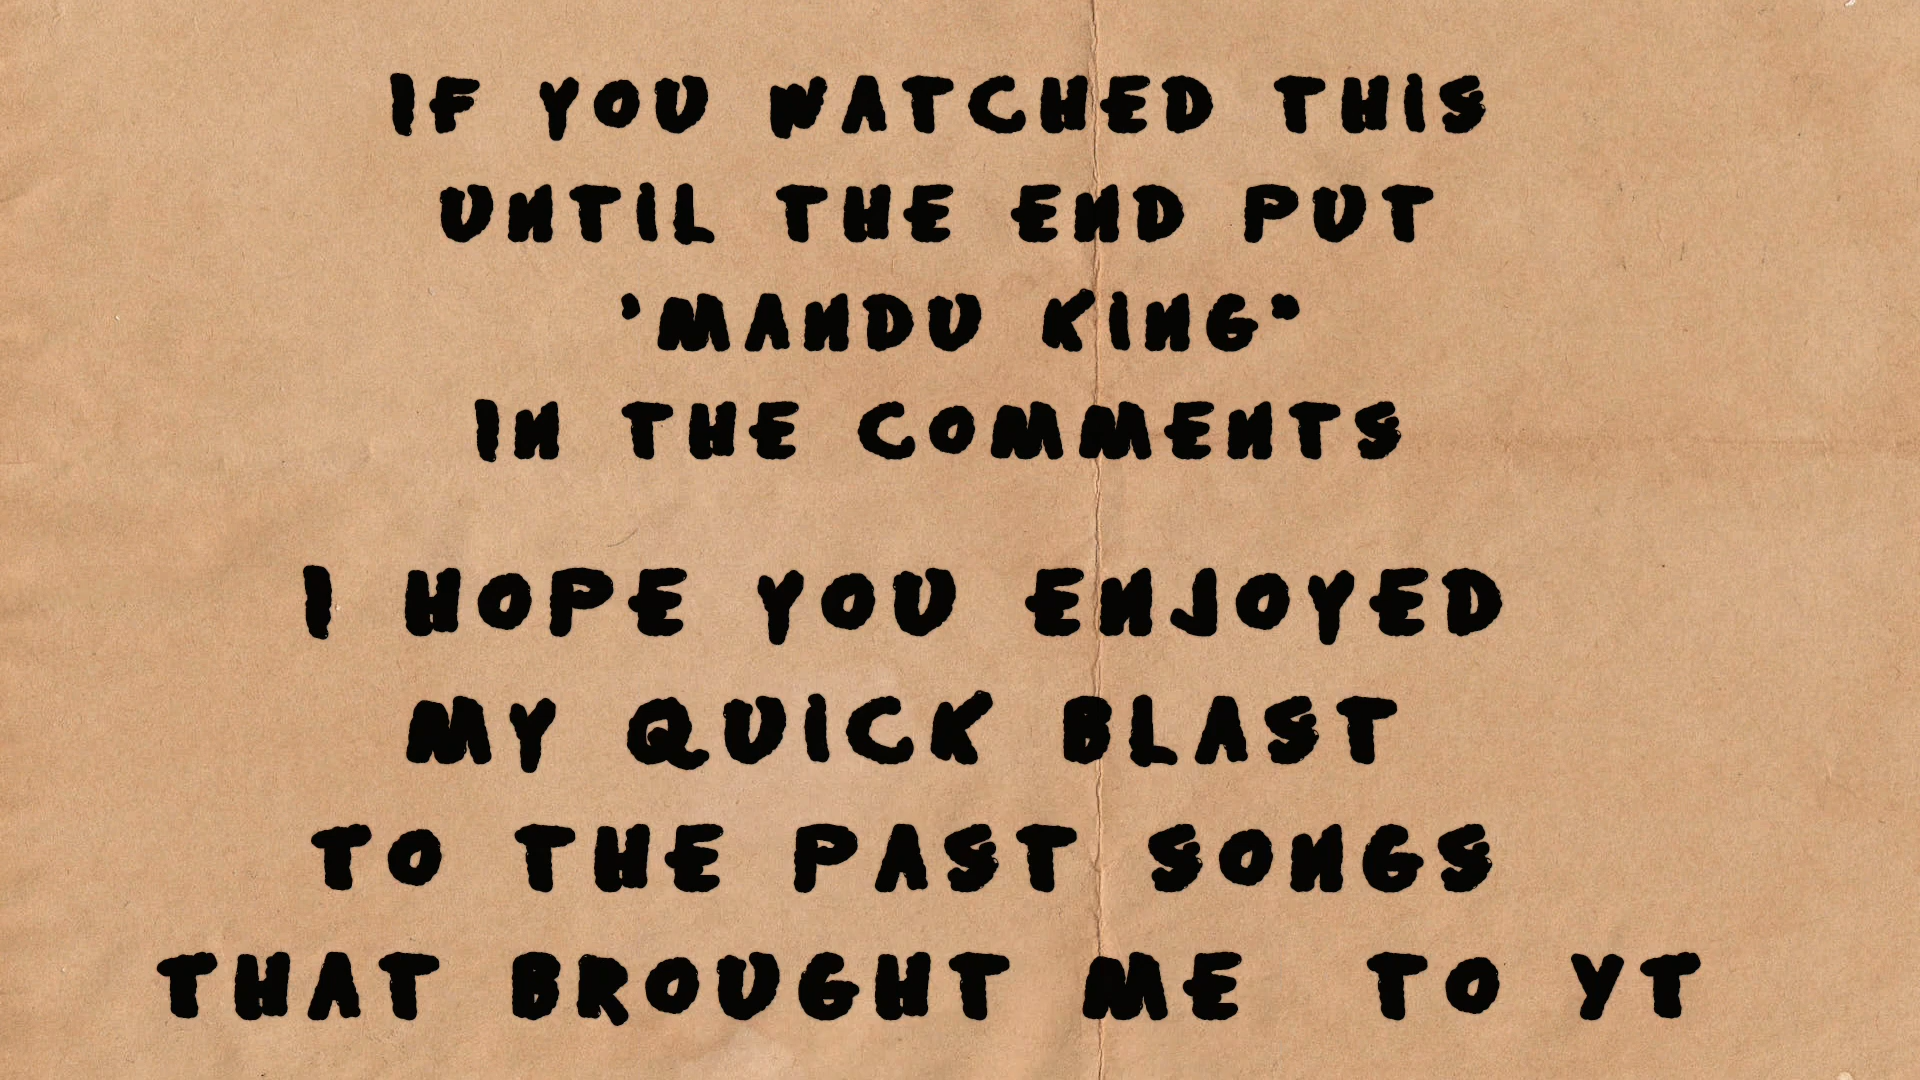 IF YOU WATCHED THIS
UNTIL THE END PUT
'MANDU KING"
IN THE COMMENTS
I HOPE YOU ENJOYED
MY QUICK BLAST
TO THE PAST SONGS
THAT BROUGHT ME TO YT